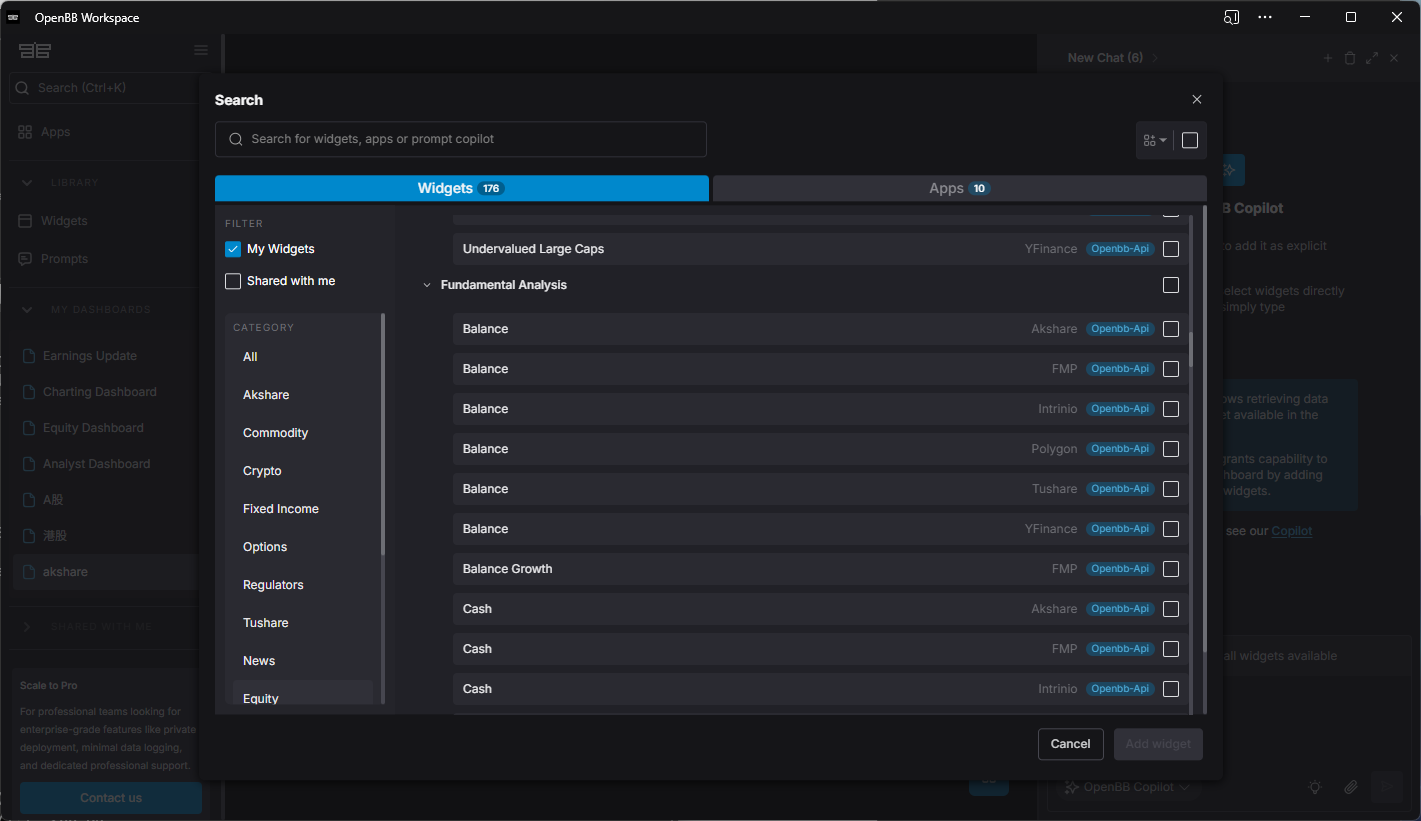 OpenBB Workspace
New Chat (6)
Search (Ctrl+K)
Apps
LIBRARY
Widgets
Prompts
MY DASHBOARDS
Earnings Update
Charting Dashboard
Equity Dashboard
Analyst Dashboard
A股
港股
akshare
SHARED WITH ME
Scale to Pro
For professional teams looking for
enterprise-grade features like private
deployment, minimal data logging,
and dedicated professional support.
Contact us
Search
Search for widgets, apps or prompt copilot
Widgets 176
Apps 10
FILTER
My Widgets
Shared with me
CATEGORY
All
Akshare
Commodity
Crypto
Fixed Income
Options
Regulators
Tushare
News
Equity
Undervalued Large Caps YFinance Openbb-Api
Fundamental Analysis
Balance Akshare Openbb-Api
Balance FMP Openbb-Api
Balance Intrinio Openbb-Api
Balance Polygon Openbb-Api
Balance Tushare Openbb-Api
Balance YFinance Openbb-Api
Balance Growth FMP Openbb-Api
Cash Akshare Openbb-Api
Cash FMP Openbb-Api
Cash Intrinio Openbb-Api
Cancel
Add widget
B Copilot
to add it as explicit
elect widgets directly
simply type
ows retrieving data
et available in the
grants capability to
hboard by adding
widgets.
see our Copilot
all widgets available
OpenBB Copilot